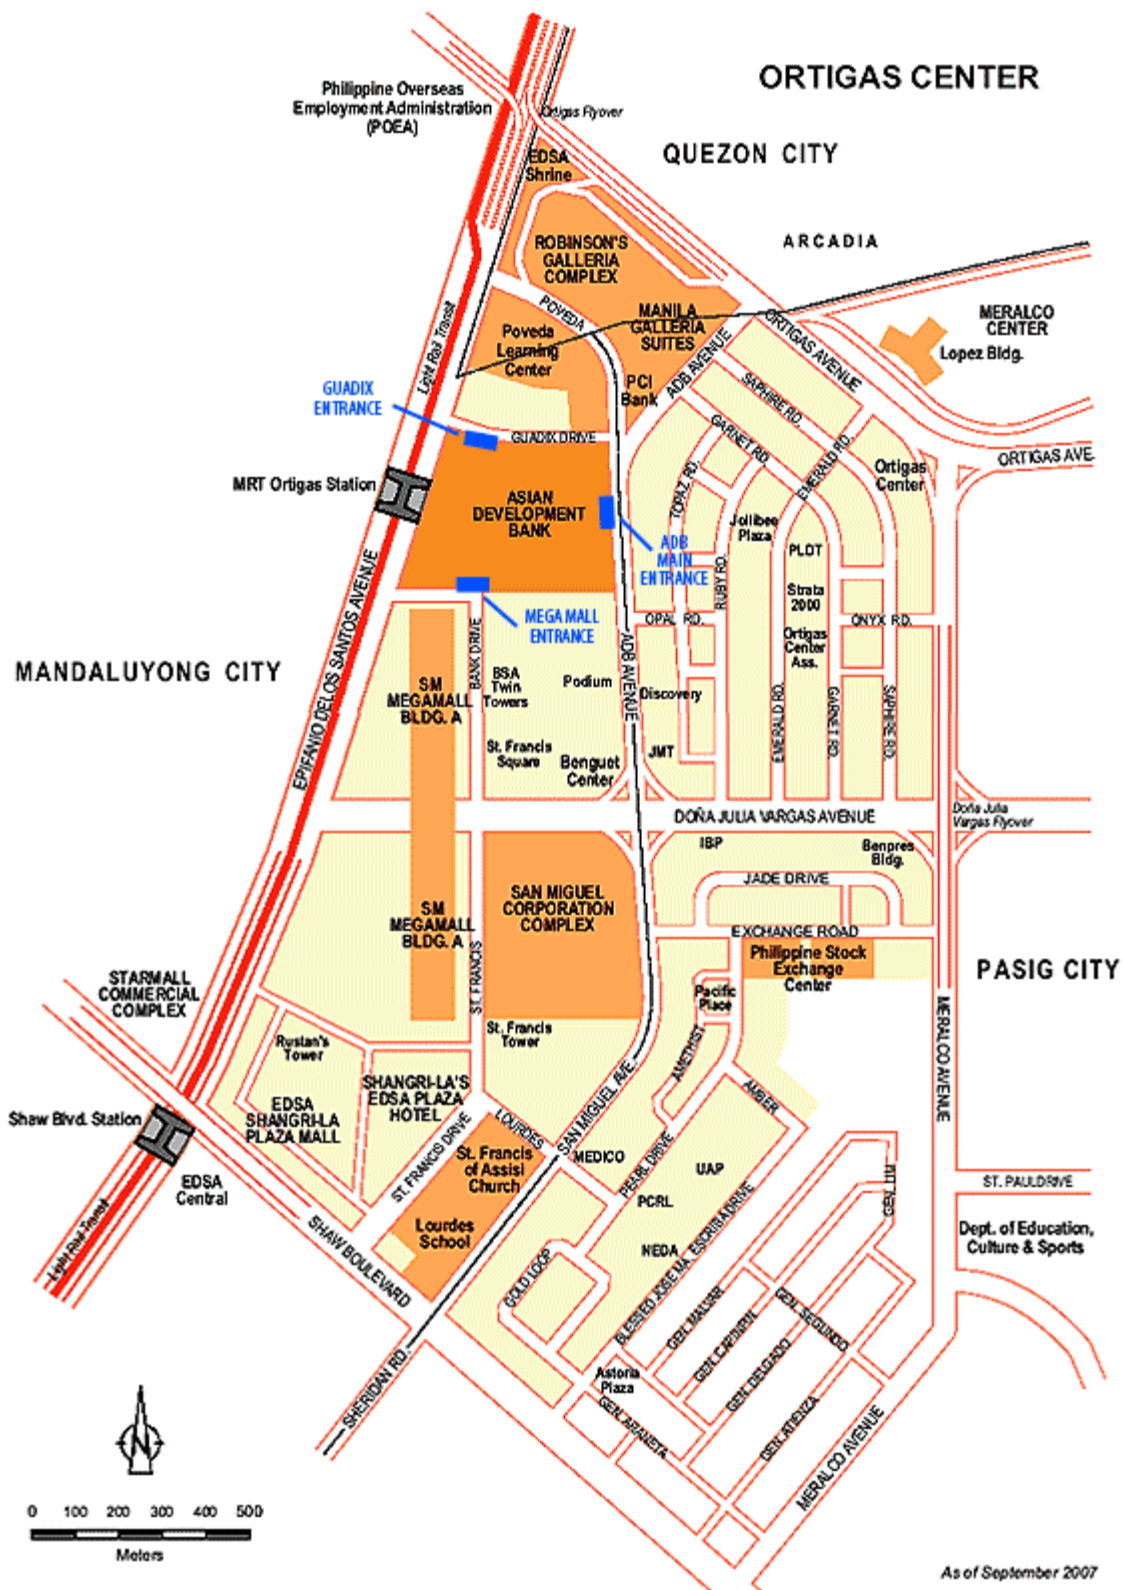 ORTIGAS CENTER
Philippine Overseas
Employment Administration
(POEA)
Ortigas Flyover
QUEZON CITY
EDSA
Shrine
ARCADIA
ROBINSON'S
GALLERIA
COMPLEX
POVEDA
MANILA
GALLERIA
SUITES
MERALCO
CENTER
Lopez Bldg.
ORTIGAS AVENUE
Light Rail Transit
Poveda
Learning
Center
ADB AVENUE
PCI
Bank
SAPHIRE RD.
GUADIX
ENTRANCE
GUADIX DRIVE
GARNET RD.
EMERALD RD.
ORTIGAS AVE.
Ortigas
Center
MRT Ortigas Station
TOPAZ RD.
ASIAN
DEVELOPMENT
BANK
Jollibee
Plaza
ADB
MAIN
ENTRANCE
PLDT
RUBY RD.
Strata
2000
MEGA MALL
ENTRANCE
OPAL RD.
ONYX RD.
EPIFANIO DELOS SANTOS AVENUE
BANK DRIVE
ADB AVENUE
Ortigas
Center
Ass.
MANDALUYONG CITY
SM
MEGAMALL
BLDG. A
BSA
Twin
Towers
Podium
Discovery
EMERALD RD.
GARNET RD.
SAPHIRE RD.
St. Francis
Square
Benguet
Center
JMT
DOÑA JULIA VARGAS AVENUE
Doña Julia
Vargas Flyover
IBP
Benpres
Bldg.
JADE DRIVE
SM
MEGAMALL
BLDG. A
SAN MIGUEL
CORPORATION
COMPLEX
EXCHANGE ROAD
Philippine Stock
Exchange
Center
PASIG CITY
STARMALL
COMMERCIAL
COMPLEX
ST. FRANCIS
Pacific
Place
MERALCO AVENUE
St. Francis
Tower
Rustan's
Tower
AMETHIST
SAN MIGUEL AVE.
AMBER
SHANGRI-LA'S
EDSA PLAZA
HOTEL
EDSA
SHANGRI-LA
PLAZA MALL
Shaw Blvd. Station
LOURDES
ST. FRANCIS DRIVE
St. Francis
of Assisi
Church
MEDICO
PEARL DRIVE
UAP
GEN. LIM
ST. PAULDRIVE
EDSA
Central
PCRL
Lourdes
School
Dept. of Education,
Culture & Sports
NEDA
BLESSED JOSE MA. ESCRIBA DRIVE
Light Rail Transit
SHAW BOULEVARD
GOLD LOOP
GEN. MALVAR
GEN. CAPINPIN
GEN. SEGUNDO
GEN. DELGADO
SHERIDAN RD.
Astoria
Plaza
GEN. ARANETA
GEN. ATIENZA
MERALCO AVENUE
N
0 100 200 300 400 500
Meters
As of September 2007